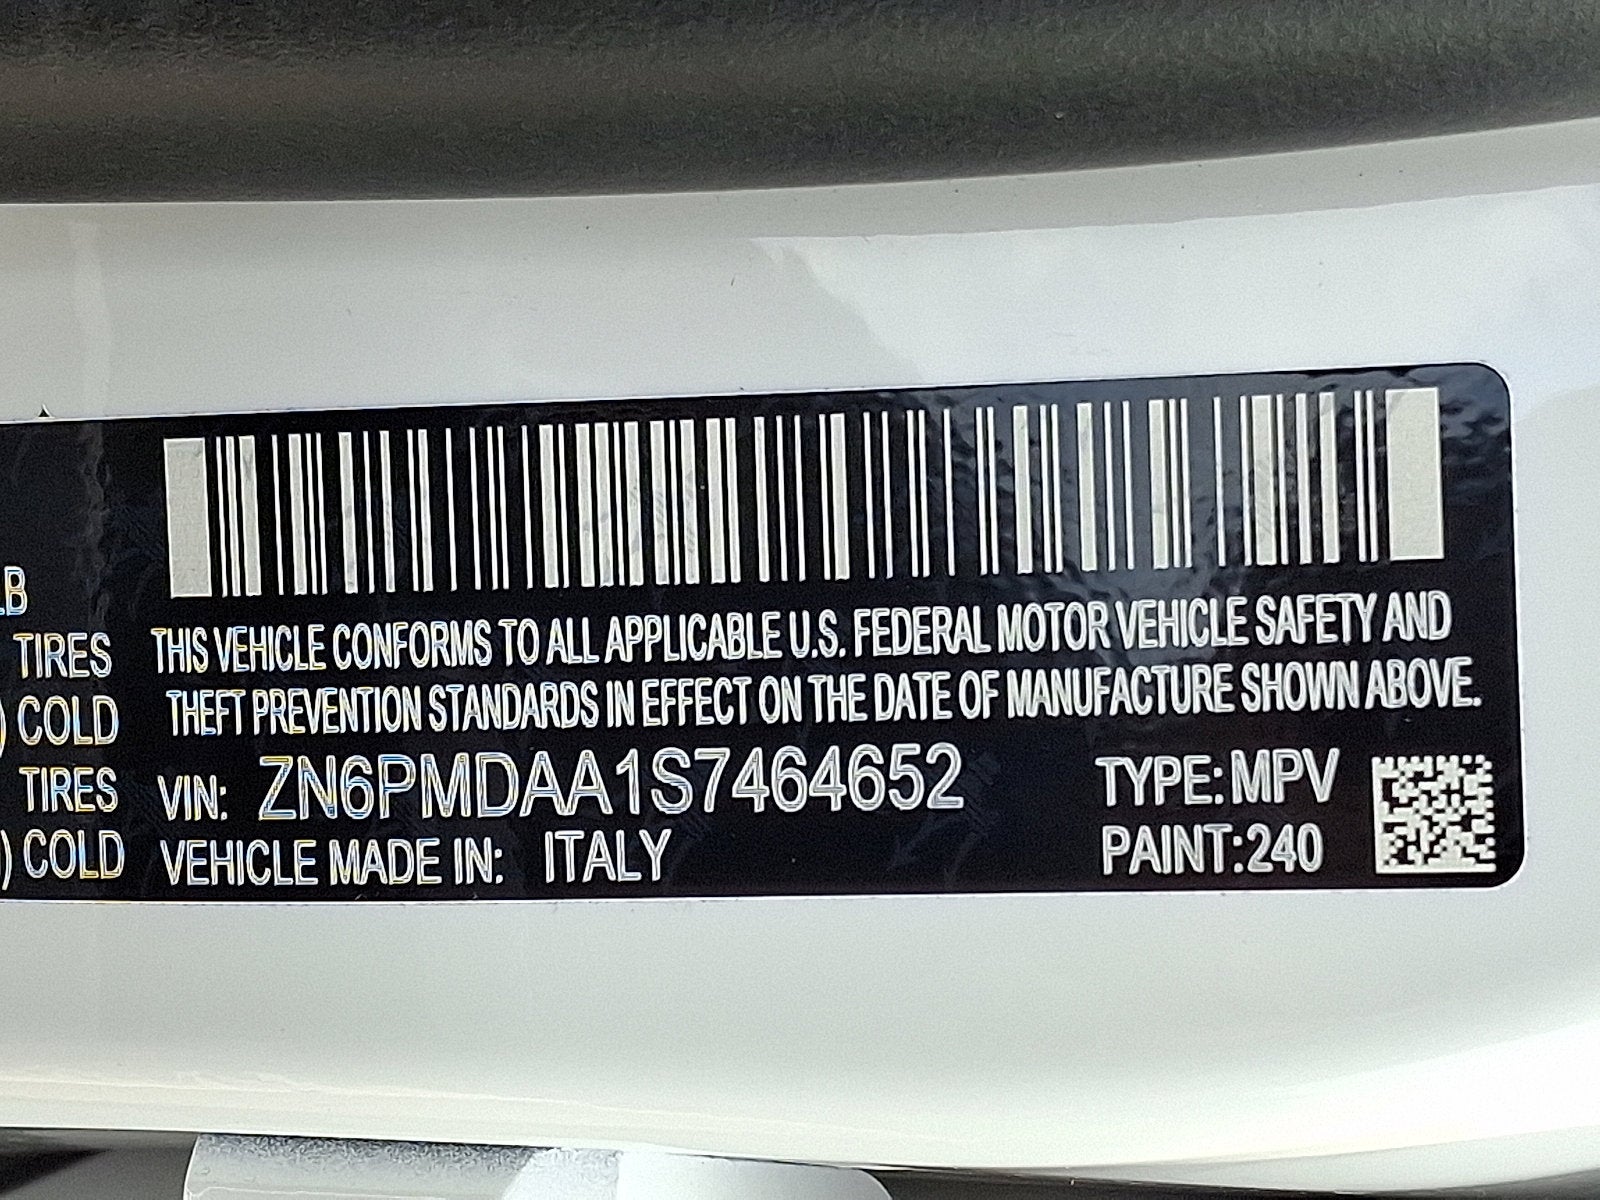 LB
TIRES
) COLD
TIRES
) COLD
THIS VEHICLE CONFORMS TO ALL APPLICABLE U.S. FEDERAL MOTOR VEHICLE SAFETY AND
THEFT PREVENTION STANDARDS IN EFFECT ON THE DATE OF MANUFACTURE SHOWN ABOVE.
VIN: ZN6PMDAA1S7464652 TYPE: MPV
VEHICLE MADE IN: ITALY PAINT:240